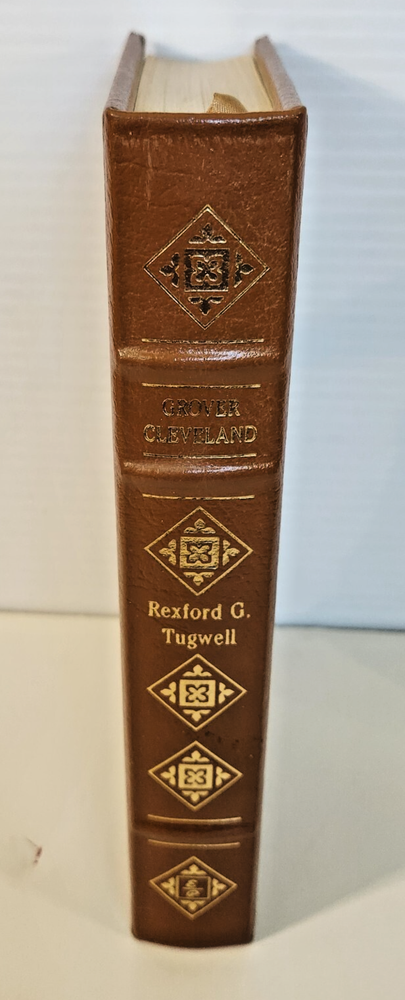 GROVER
CLEVELAND
Rexford G.
Tugwell